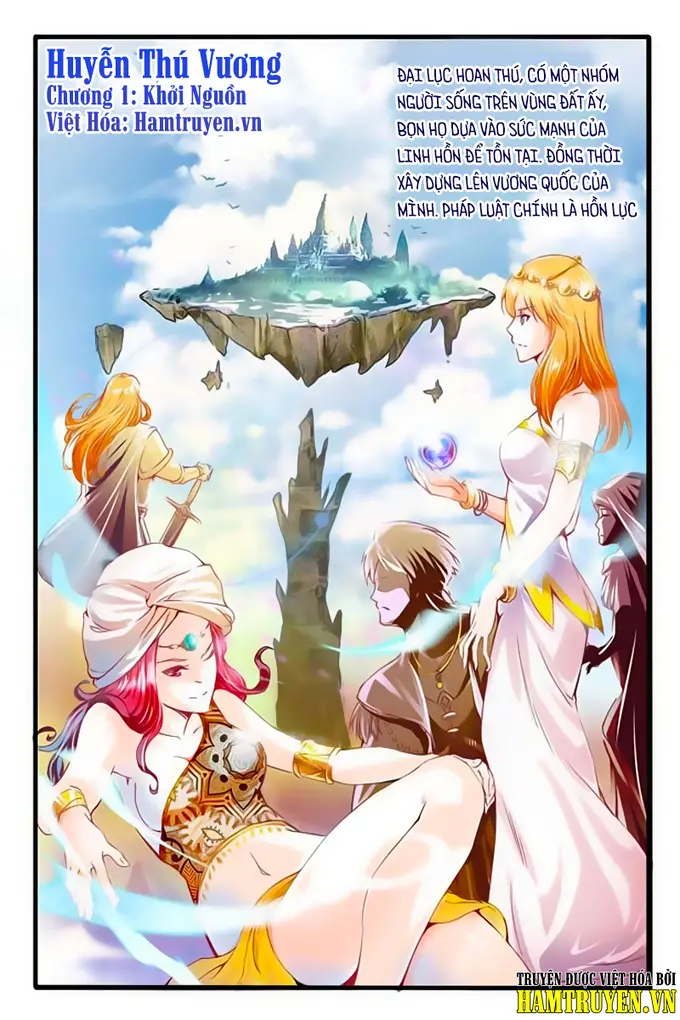 Huyễn Thú Vương
Chương 1: Khởi Nguồn
Việt Hóa: Hamtruyen.vn
ĐẠI LỤC HOAN THÚ, CÓ MỘT NHÓM
NGƯỜI SỐNG TRÊN VÙNG ĐẤT ẤY,
BỌN HỌ DỰA VÀO SỨC MẠNH CỦA
LINH HỒN ĐỂ TỒN TẠI. ĐỒNG THỜI
XÂY DỰNG LÊN VƯƠNG QUỐC CỦA
MÌNH. PHÁP LUẬT CHÍNH LÀ HỒN LỰC
TRUYỆN ĐƯỢC VIỆT HÓA BỞI
HAMTRUYEN.VN